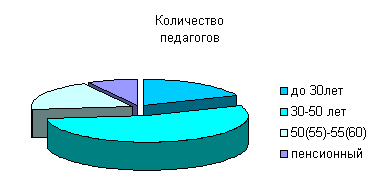 Количество
педагогов
до 30лет
30-50 лет
50(55)-55(60)
пенсионный